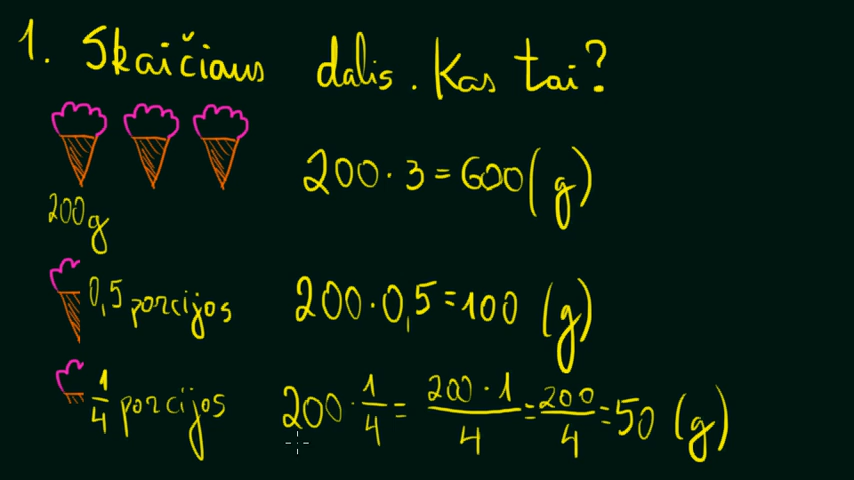 1. Skaičiaus dalis. Kas tai?
200 · 3 = 600 (g)
200g
0,5 porcijos 200 · 0,5 = 100 (g)
1/4 porcijos 200 · 1/4 = 200 · 1/4 = 200/4 = 50 (g)